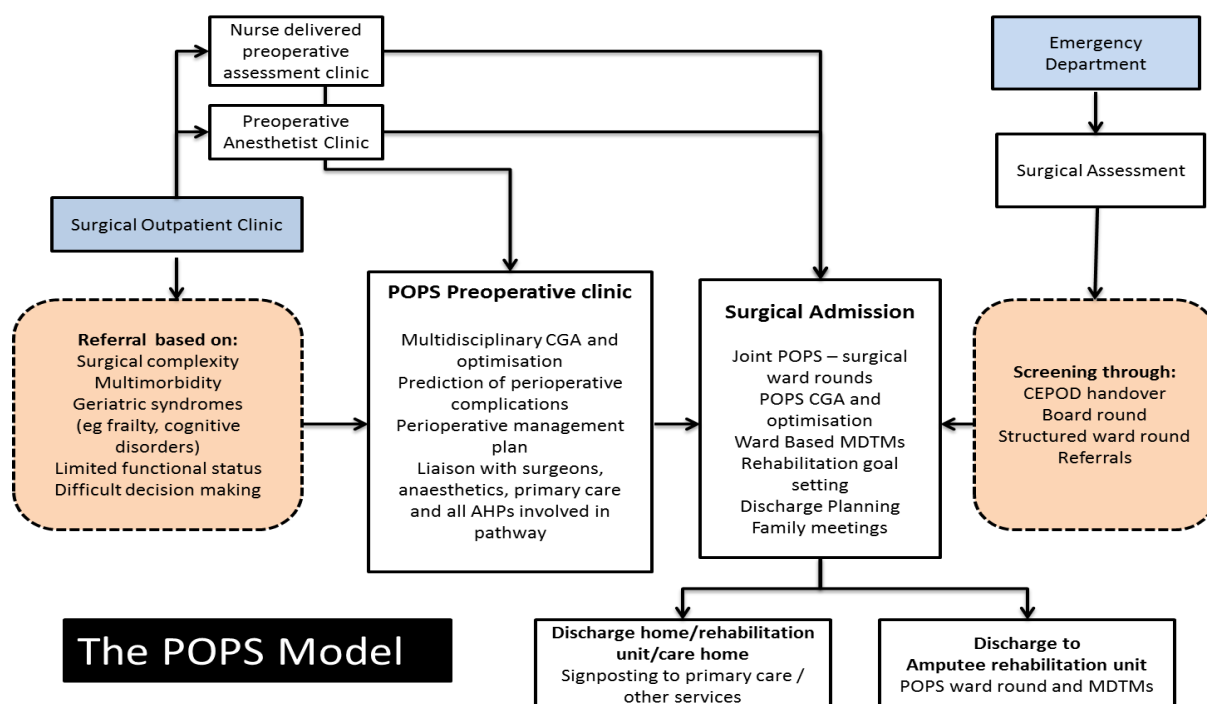 Nurse delivered
preoperative
assessment clinic
Preoperative
Anesthetist Clinic
Surgical Outpatient Clinic
Emergency
Department
Surgical Assessment
Referral based on:
Surgical complexity
Multimorbidity
Geriatric syndromes
(eg frailty, cognitive
disorders)
Limited functional status
Difficult decision making
POPS Preoperative clinic
Multidisciplinary CGA and
optimisation
Prediction of perioperative
complications
Perioperative management
plan
Liaison with surgeons,
anaesthetics, primary care
and all AHPs involved in
pathway
Surgical Admission
Joint POPS – surgical
ward rounds
POPS CGA and
optimisation
Ward Based MDTMs
Rehabilitation goal
setting
Discharge Planning
Family meetings
Screening through:
CEPOD handover
Board round
Structured ward round
Referrals
The POPS Model
Discharge home/rehabilitation
unit/care home
Signposting to primary care /
other services
Discharge to
Amputee rehabilitation unit
POPS ward round and MDTMs